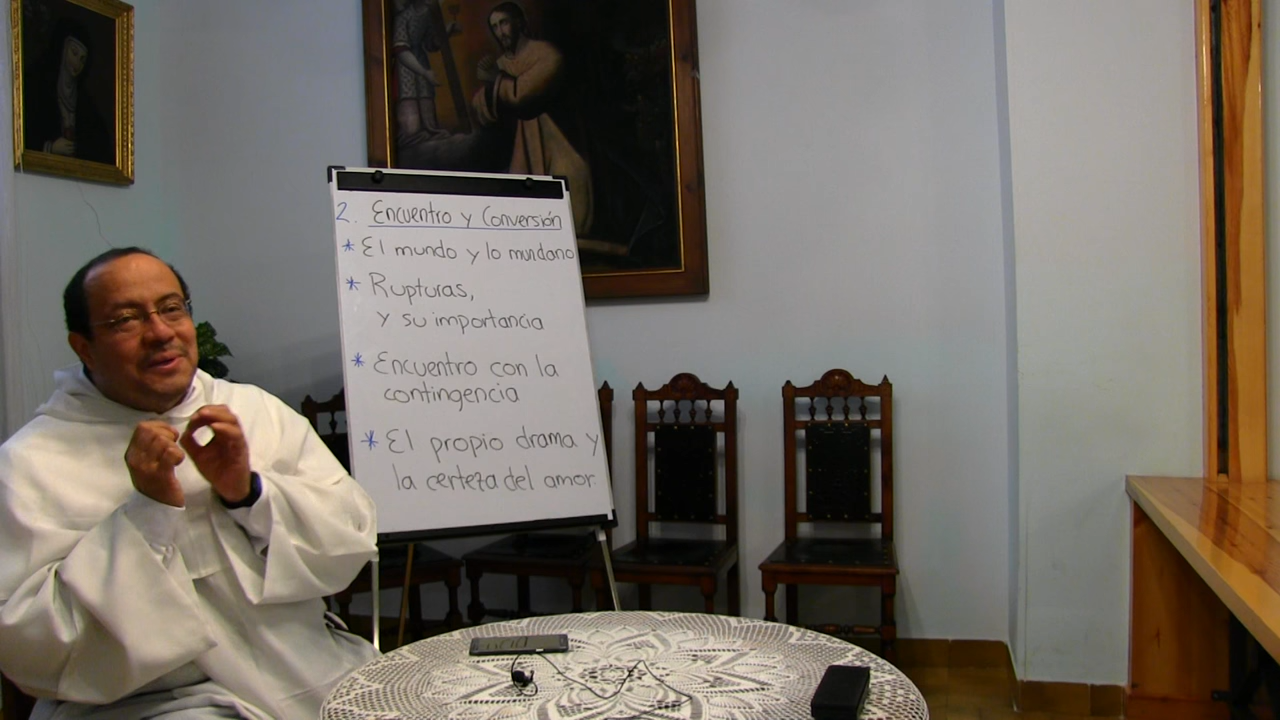 2. Encuentro y Conversión
* El mundo y lo mundano
* Rupturas,
y su importancia
* Encuentro con la
contingencia
* El propio drama y
la certeza del amor.